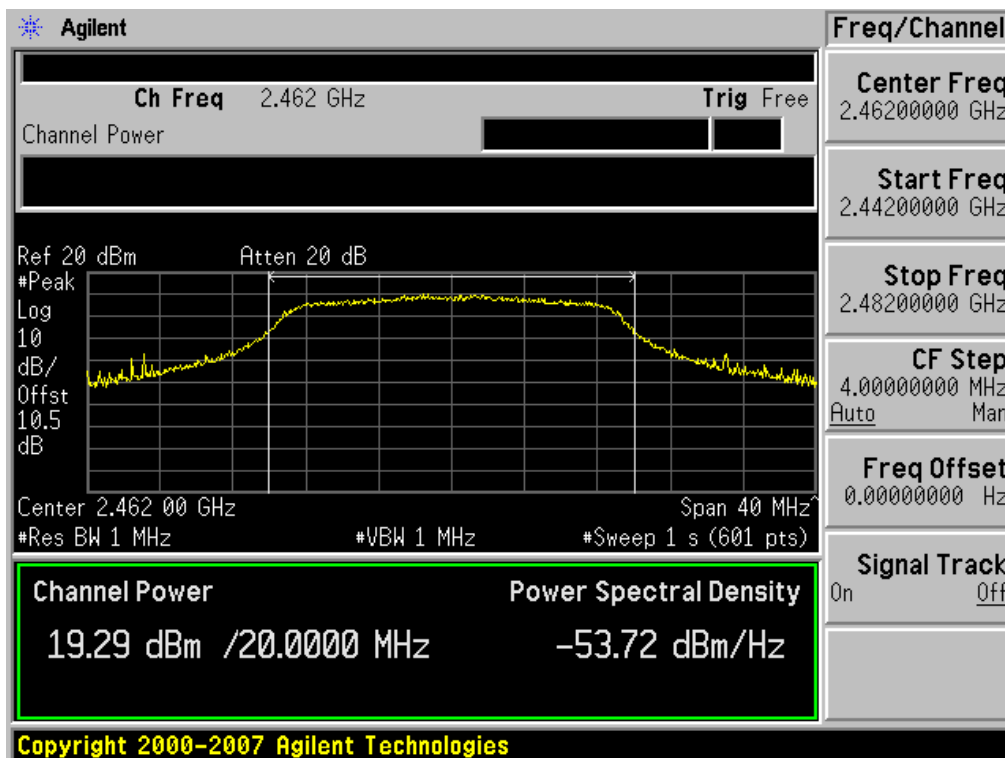 Agilent
Freq/Channel
Ch Freq 2.462 GHz Trig Free
Channel Power
Center Freq
2.46200000 GHz
Start Freq
2.44200000 GHz
Stop Freq
2.48200000 GHz
CF Step
4.00000000 MHz
Auto Man
Freq Offset
0.00000000 Hz
Signal Track
On Off
Ref 20 dBm Atten 20 dB
#Peak
Log
10
dB/
Offst
10.5
dB
Center 2.462 00 GHz Span 40 MHz^
#Res BW 1 MHz #VBW 1 MHz #Sweep 1 s (601 pts)
Channel Power Power Spectral Density
19.29 dBm /20.0000 MHz -53.72 dBm/Hz
Copyright 2000-2007 Agilent Technologies